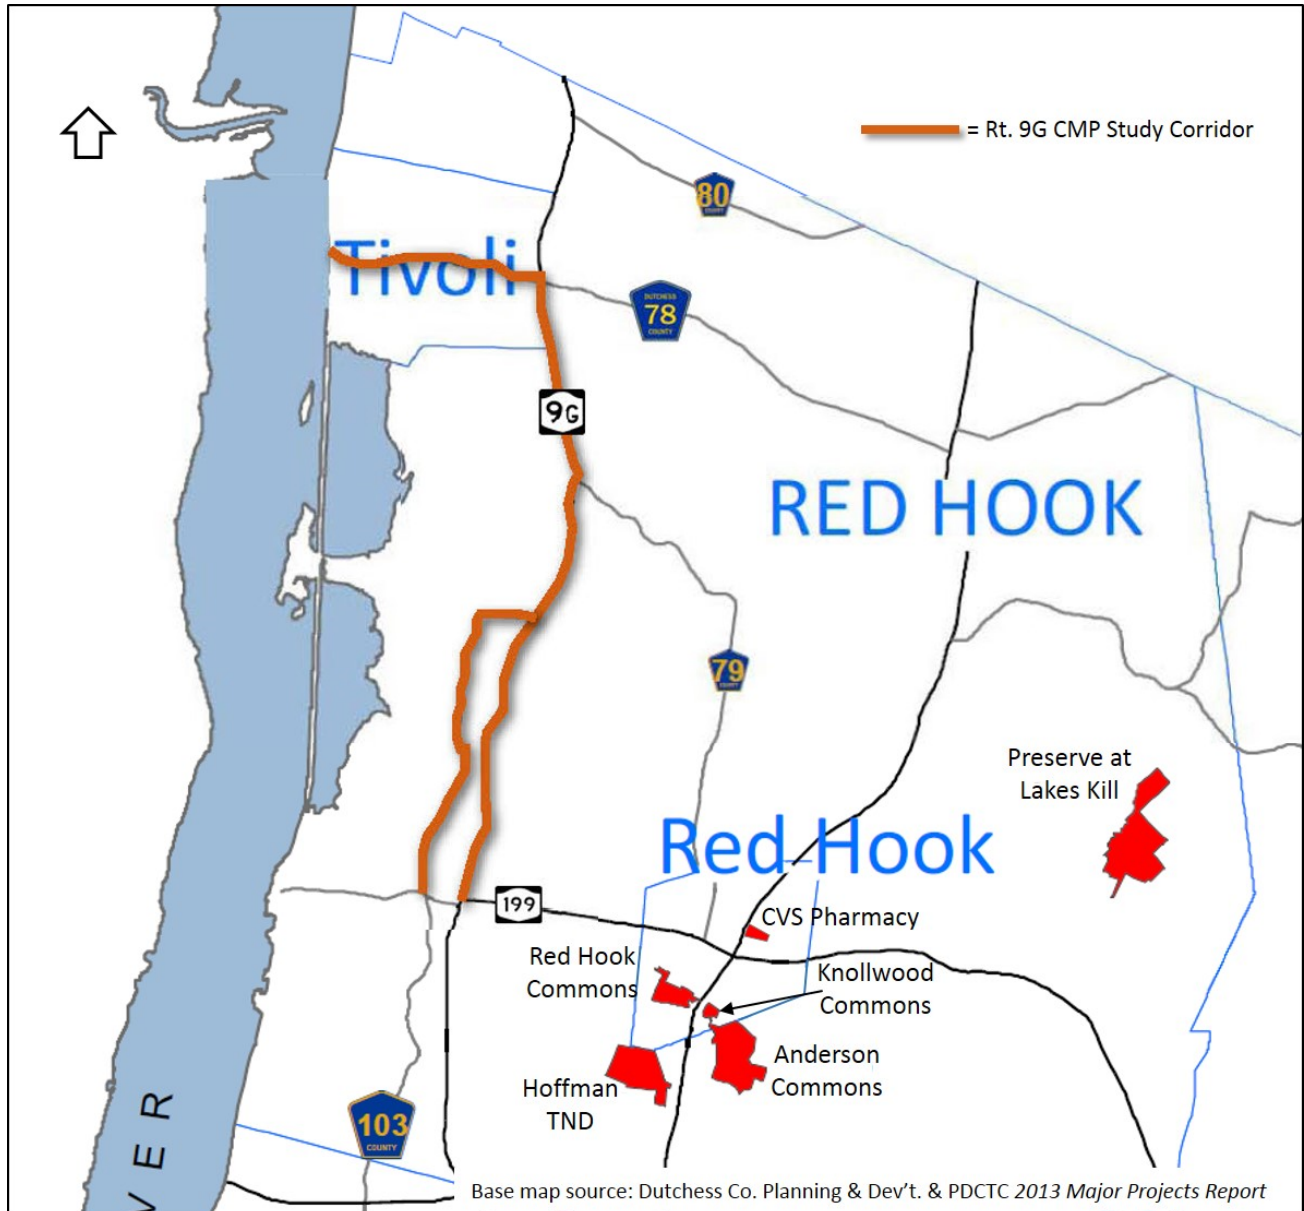 = Rt. 9G CMP Study Corridor
80
COUNTY
Tivoli
DUTCHESS
78
COUNTY
9G
RED HOOK
79
COUNTY
Preserve at
Lakes Kill
Red Hook
199
CVS Pharmacy
Red Hook
Commons
Knollwood
Commons
Anderson
Commons
Hoffman
TND
103
COUNTY
VER
Base map source: Dutchess Co. Planning & Dev't. & PDCTC 2013 Major Projects Report